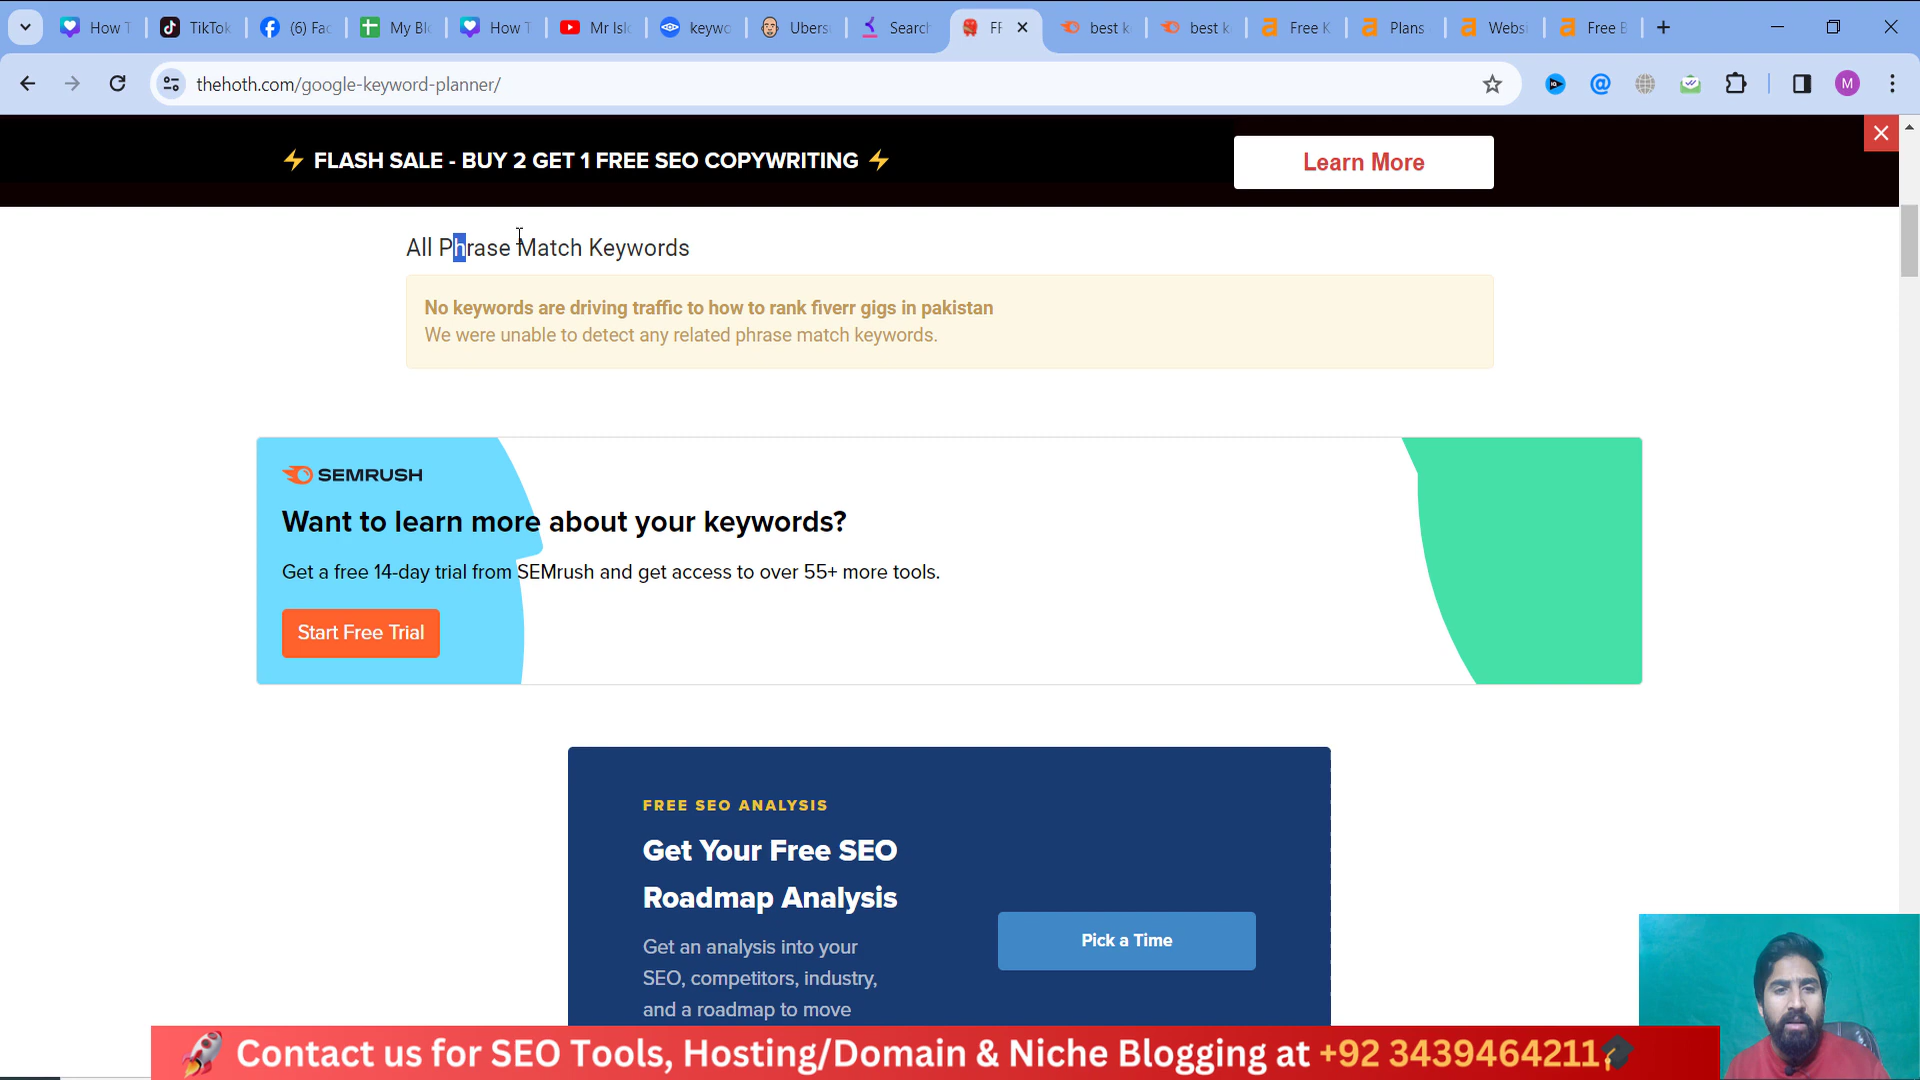 How T
TikTok
(6) Fac
My Blo
How T
Mr Isl
keywo
Ubers
Search
FF
best k
best k
Free K
Plans
Websi
Free B
thehoth.com/google-keyword-planner/
M
⚡ FLASH SALE - BUY 2 GET 1 FREE SEO COPYWRITING ⚡
Learn More
All Phrase Match Keywords
No keywords are driving traffic to how to rank fiverr gigs in pakistan
We were unable to detect any related phrase match keywords.
SEMRUSH
Want to learn more about your keywords?
Get a free 14-day trial from SEMrush and get access to over 55+ more tools.
Start Free Trial
FREE SEO ANALYSIS
Get Your Free SEO
Roadmap Analysis
Get an analysis into your
SEO, competitors, industry,
and a roadmap to move
Pick a Time
🚀 Contact us for SEO Tools, Hosting/Domain & Niche Blogging at +92 3439464211🎓